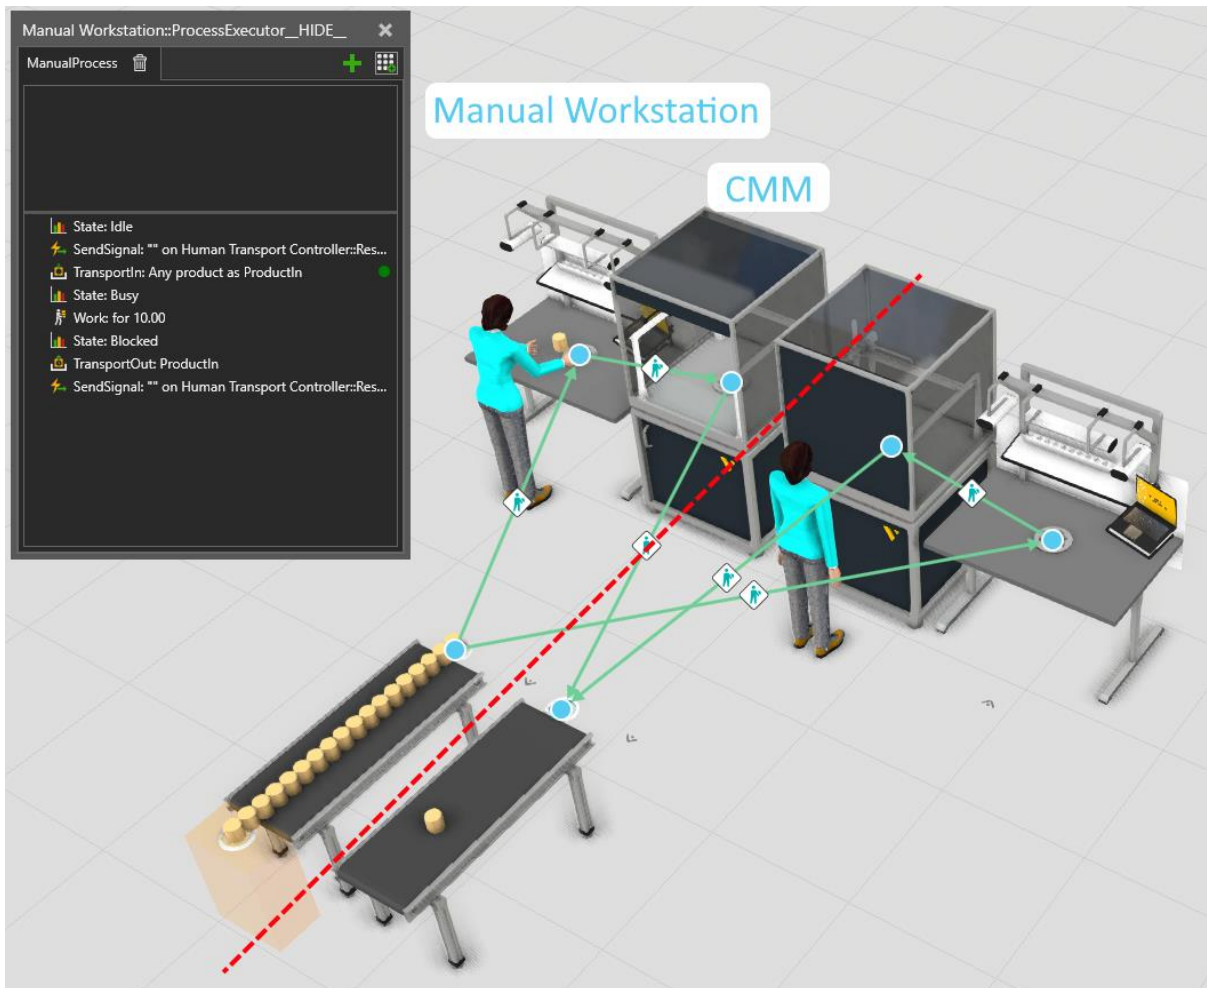 Manual Workstation::ProcessExecutor__HIDE__
ManualProcess
State: Idle
SendSignal: "" on Human Transport Controller::Res...
TransportIn: Any product as ProductIn
State: Busy
Work: for 10.00
State: Blocked
TransportOut: ProductIn
SendSignal: "" on Human Transport Controller::Res...
Manual Workstation
CMM